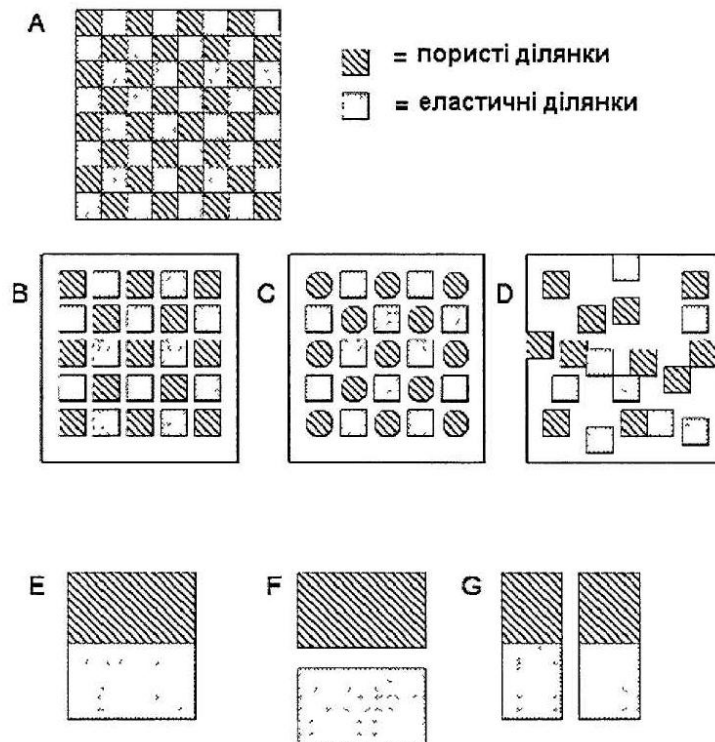 A
= пористі ділянки
= еластичні ділянки
B
C
D
E
F
G